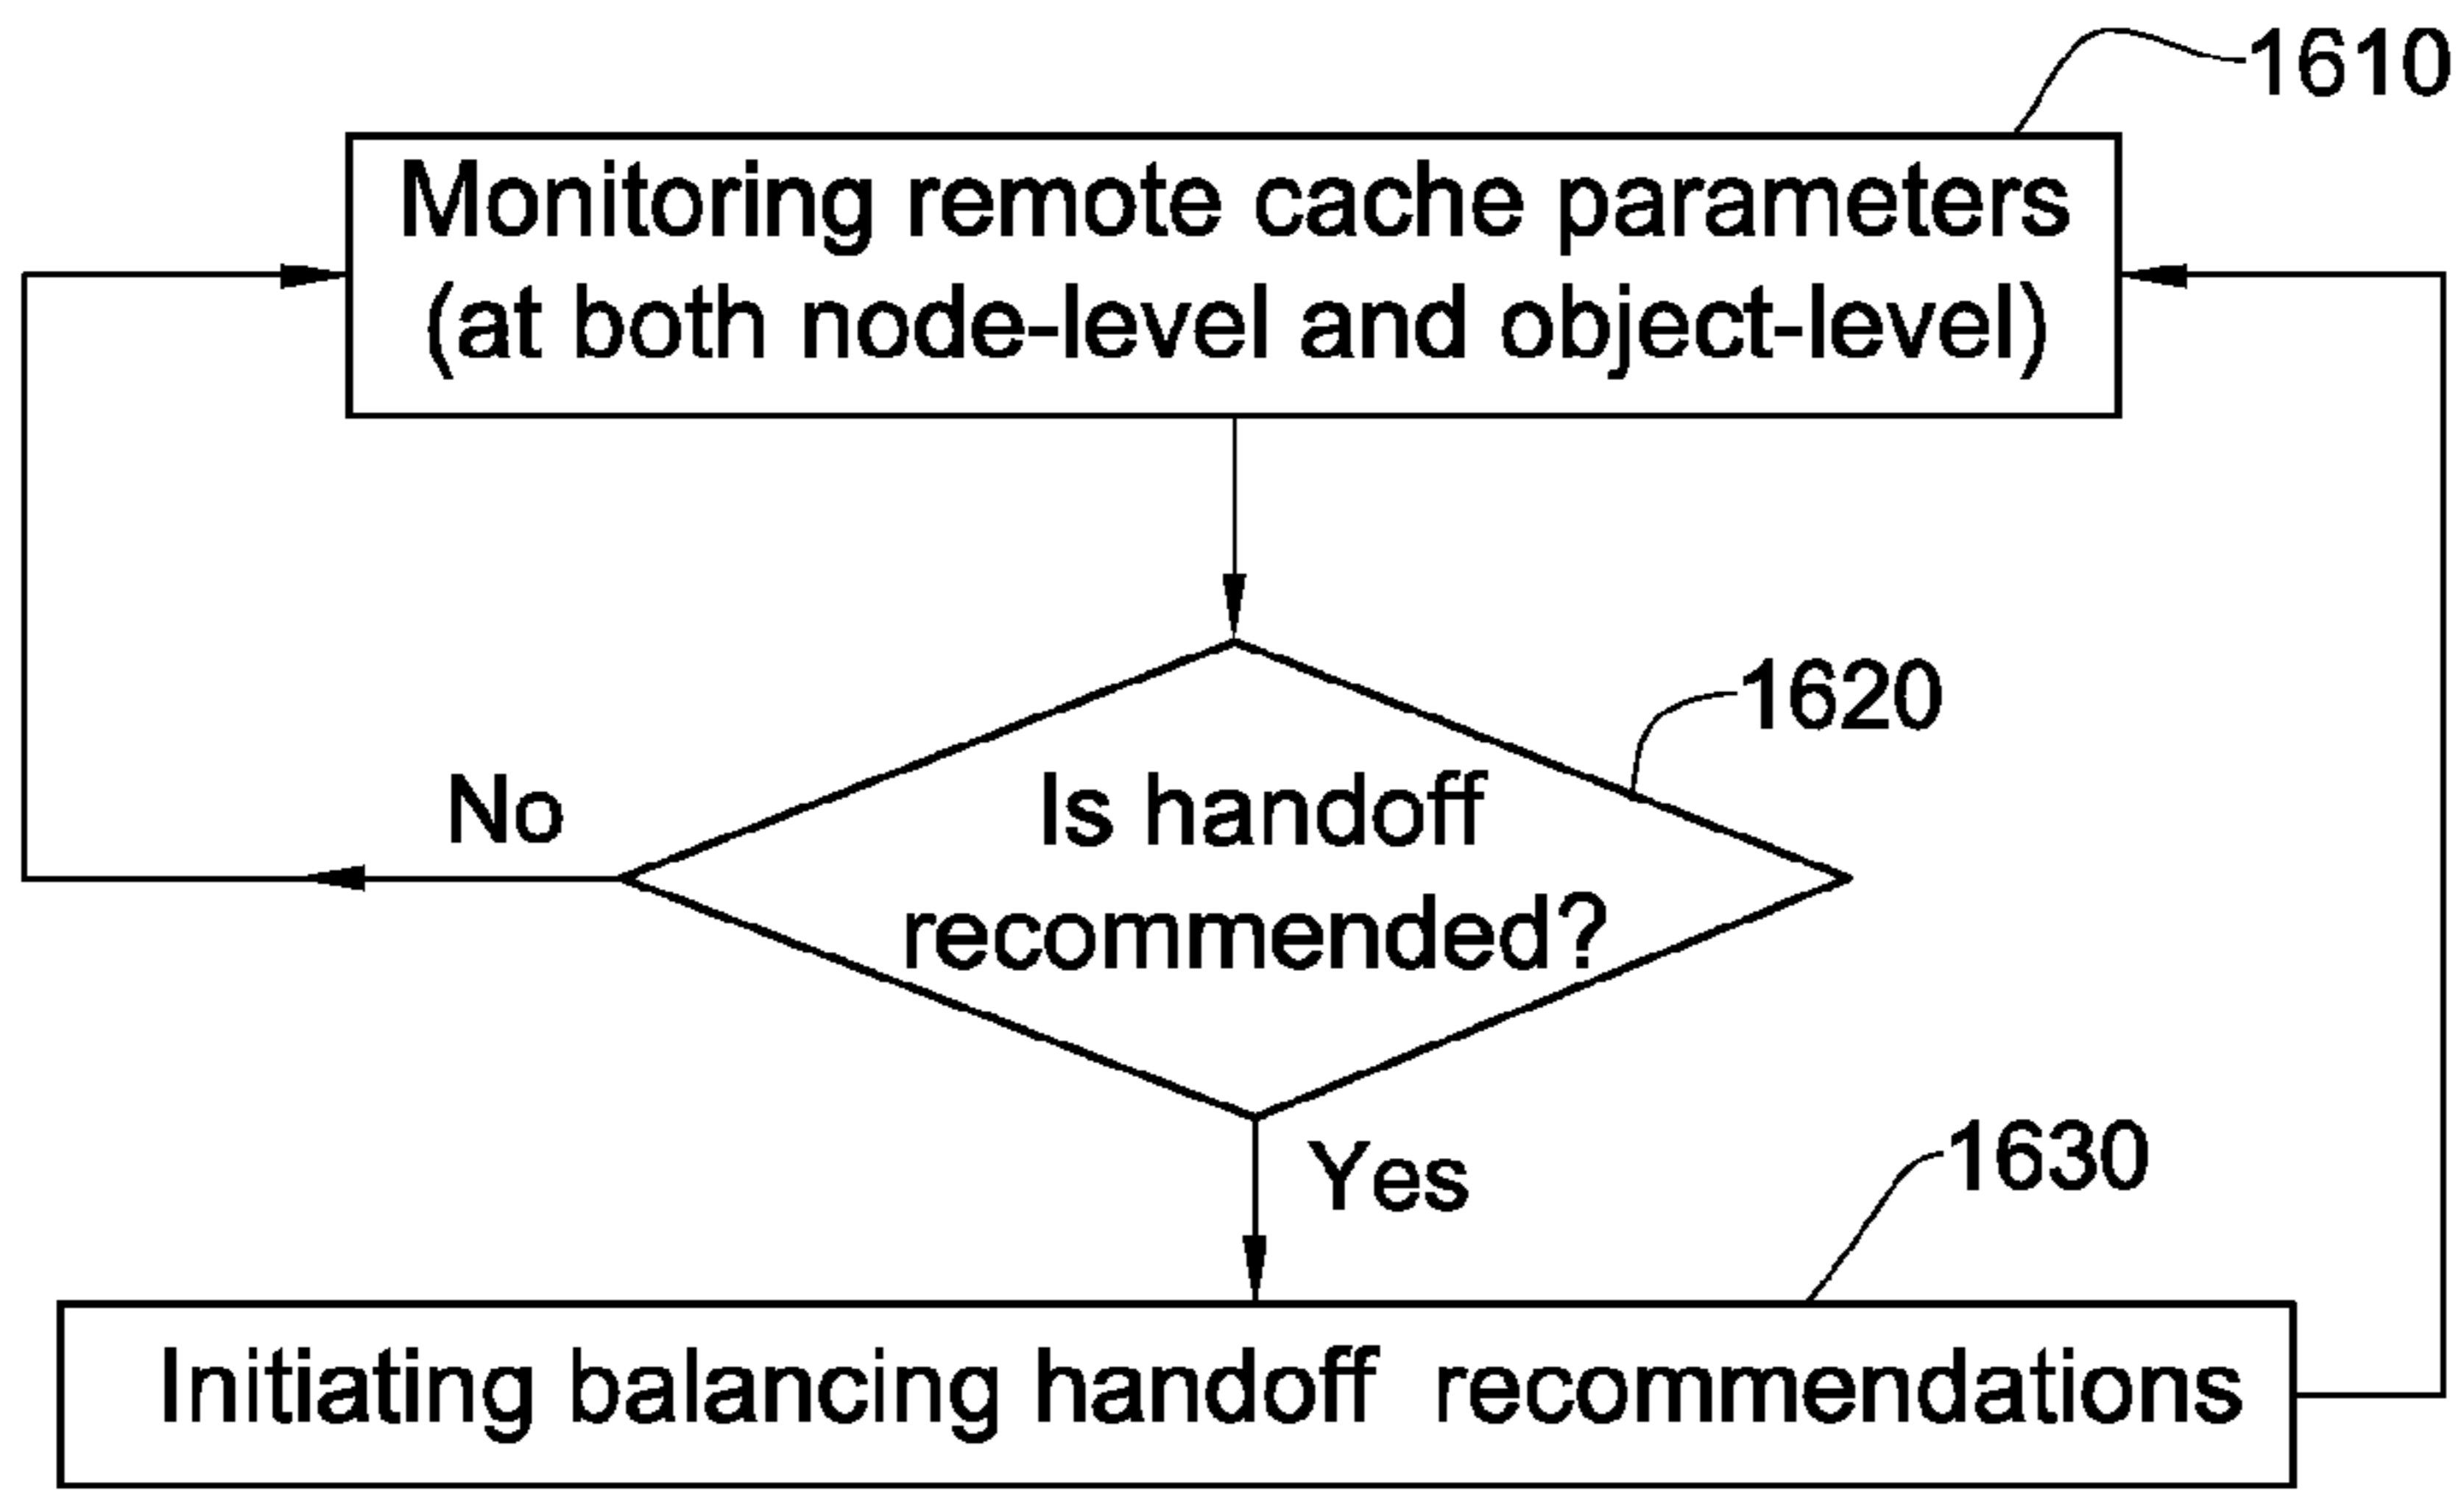 1610
Monitoring remote cache parameters
(at both node-level and object-level)
1620
No
Is handoff
recommended?
Yes
1630
Initiating balancing handoff recommendations